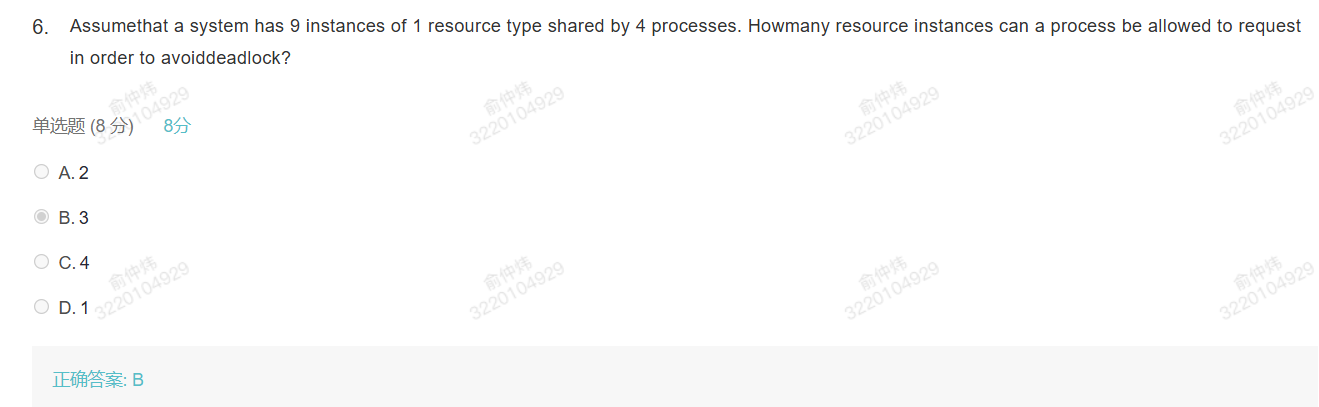 6. Assumethat a system has 9 instances of 1 resource type shared by 4 processes. Howmany resource instances can a process be allowed to request
in order to avoiddeadlock?
俞仲炜
3220104929
俞仲炜
3220104929
俞仲炜
3220104929
俞仲炜
3220104929
单选题 (8 分) 8分
A. 2
B. 3
C. 4
D. 1
俞仲炜
3220104929
俞仲炜
3220104929
俞仲炜
3220104929
俞仲炜
3220104929
正确答案: B